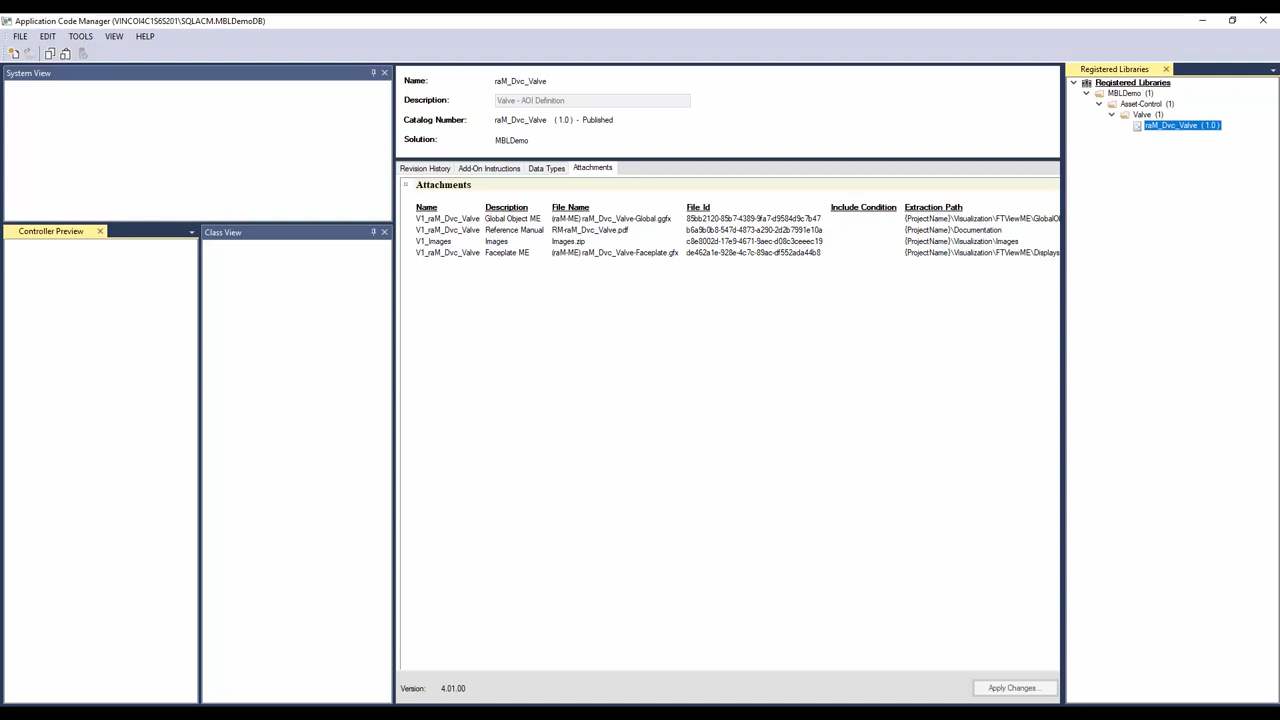 Application Code Manager (VINCOI4C1S6S201\SQLACM.MBLDemoDB)
FILE EDIT TOOLS VIEW HELP
System View
Controller Preview
Class View
Name: raM_Dvc_Valve
Description: Valve - AOI Definition
Catalog Number: raM_Dvc_Valve (1.0) - Published
Solution: MBLDemo
Revision History Add-On Instructions Data Types Attachments
Attachments
Name Description File Name File Id Include Condition Extraction Path
V1_raM_Dvc_Valve Global Object ME (raM-ME) raM_Dvc_Valve-Global.ggfx 85bb2120-85b7-4389-9fa7-d9584d9c7b47 {ProjectName}\Visualization\FTViewME\GlobalOb
V1_raM_Dvc_Valve Reference Manual RM-raM_Dvc_Valve.pdf b6a9b0b8-547d-4873-a290-2d2b7991e10a {ProjectName}\Documentation
V1_Images Images Images.zip c8e8002d-17e9-4671-9aec-d08c3ceeec19 {ProjectName}\Visualization\Images
V1_raM_Dvc_Valve Faceplate ME (raM-ME) raM_Dvc_Valve-Faceplate.gfx de462a1e-928e-4c7c-89ac-df552ada44b8 {ProjectName}\Visualization\FTViewME\Displays
Version: 4.01.00
Apply Changes...
Registered Libraries
Registered Libraries
MBLDemo (1)
Asset-Control (1)
Valve (1)
raM_Dvc_Valve (1.0)